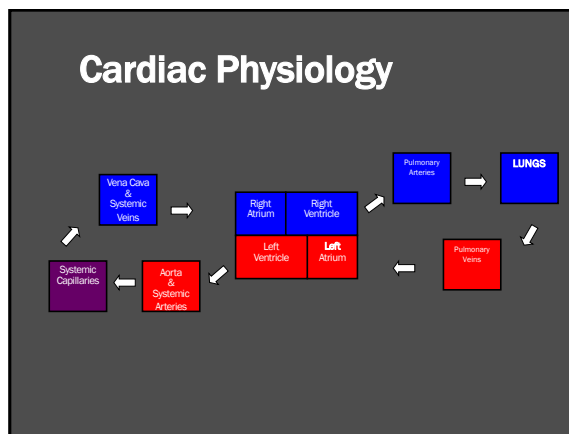 Cardiac Physiology
Pulmonary
Arteries
LUNGS
Vena Cava
&
Systemic
Veins
Right
Atrium
Right
Ventricle
Left
Ventricle
Left
Atrium
Pulmonary
Veins
Systemic
Capillaries
Aorta
&
Systemic
Arteries